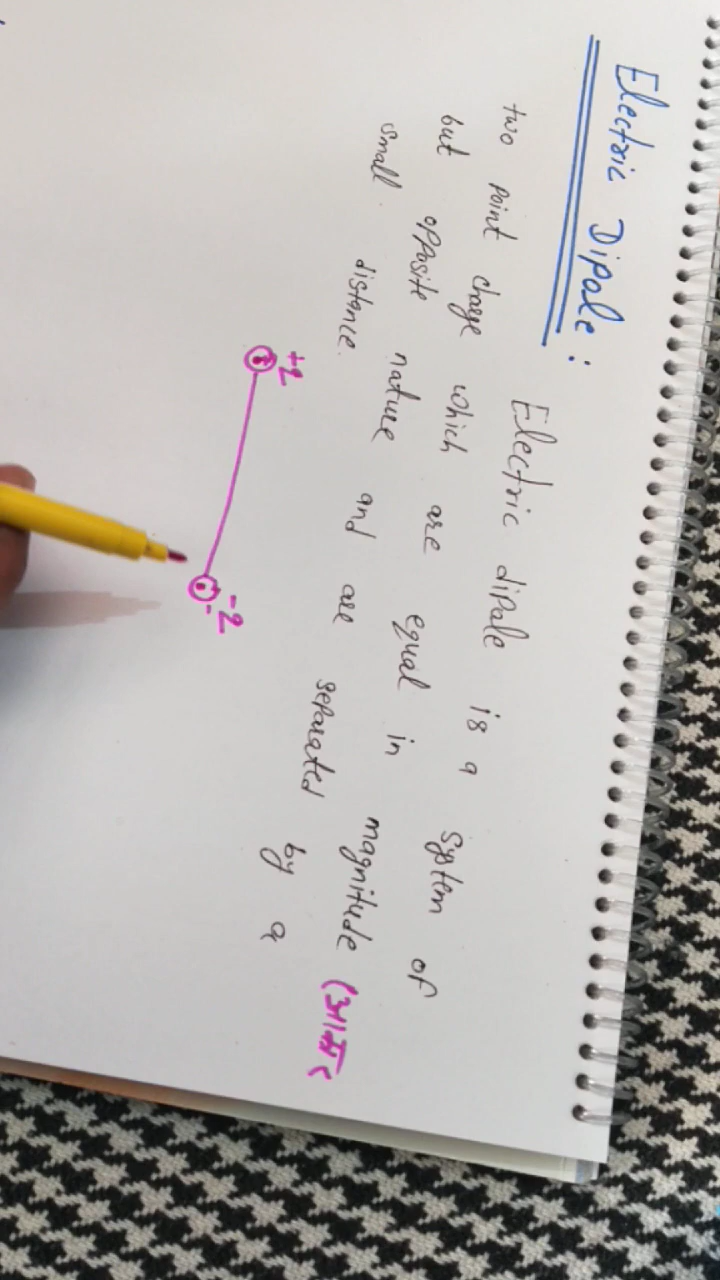 Electric Dipole :
Electric dipole is a system of
two point charge which are equal in magnitude
but opposite nature and are separated by a
small distance.
+q -q